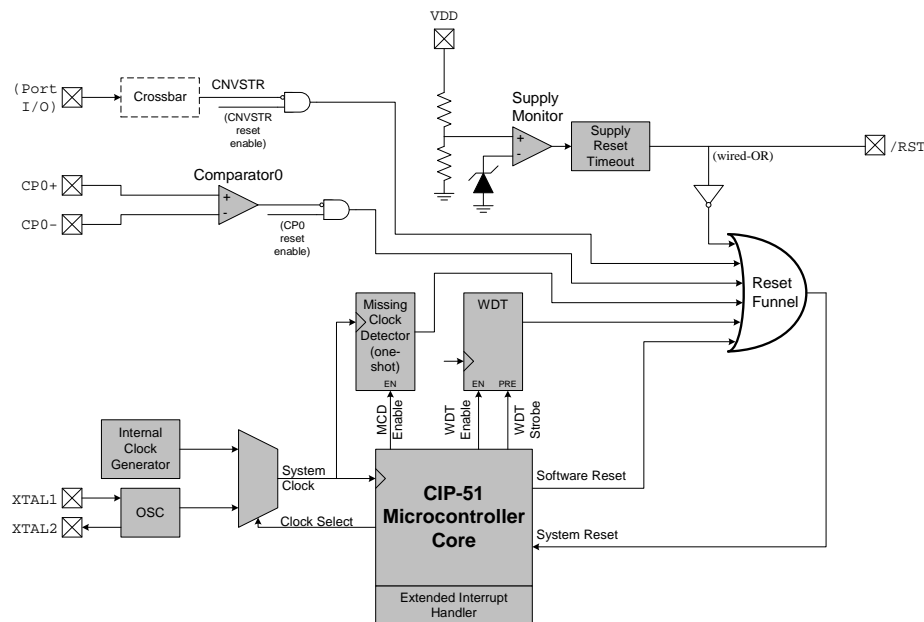 VDD
(Port
I/O)
Crossbar
CNVSTR
(CNVSTR
reset
enable)
Supply
Monitor
+
-
Supply
Reset
Timeout
(wired-OR)
/RST
CP0+
CP0-
Comparator0
+
-
(CP0
reset
enable)
Reset
Funnel
Missing
Clock
Detector
(one-
shot)
EN
WDT
EN
PRE
MCD
Enable
WDT
Enable
WDT
Strobe
Internal
Clock
Generator
System
Clock
XTAL1
XTAL2
OSC
Clock Select
CIP-51
Microcontroller
Core
Software Reset
System Reset
Extended Interrupt
Handler